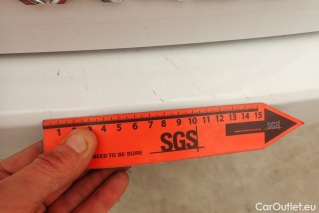 1 2 3 4 5 6 7 8 9 10 11 12 13 14 15
NEED TO BE SURE SGS SGS
CarOutlet.eu